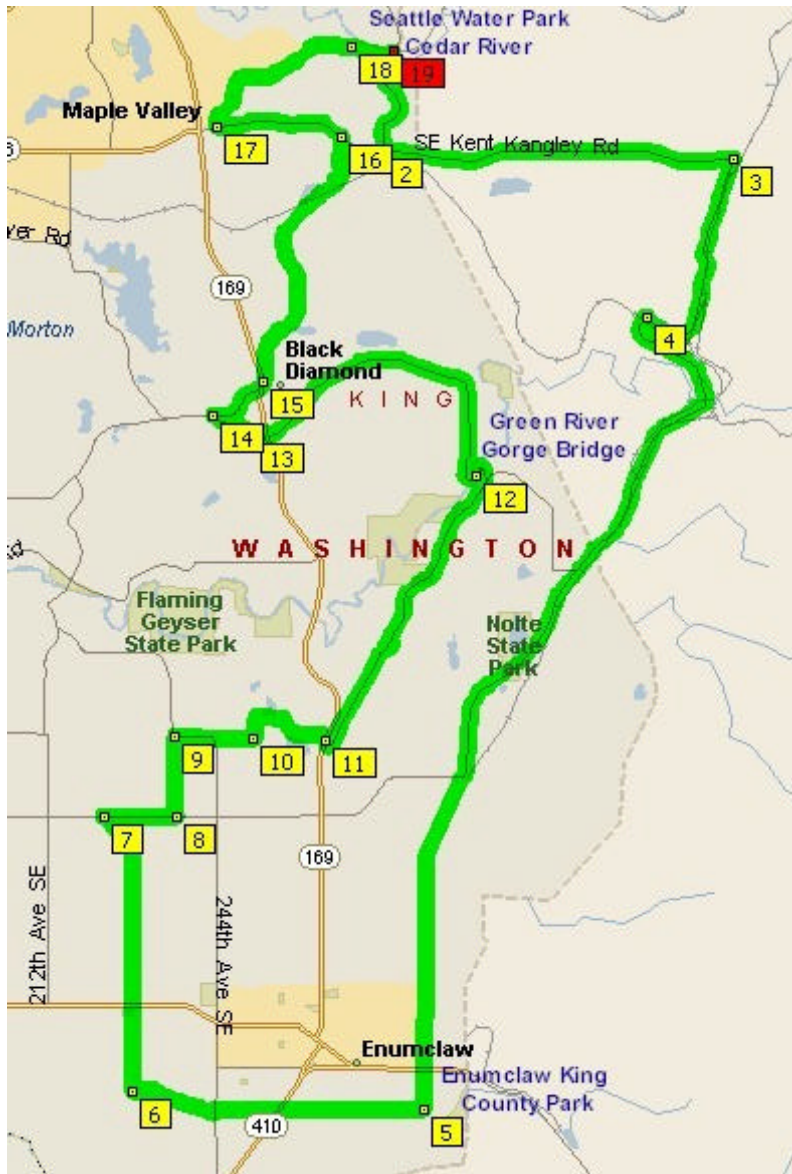 Seattle Water Park
Cedar River
18
19
Maple Valley
17
16
SE Kent Kangley Rd
2
3
169
4
Morton
Black
Diamond
15
KING
14
13
Green River
Gorge Bridge
12
WASHINGTON
Flaming
Geyser
State Park
Nolte
State
Park
9
10
11
7
8
169
212th Ave SE
244th Ave SE
Enumclaw
Enumclaw King
County Park
6
410
5